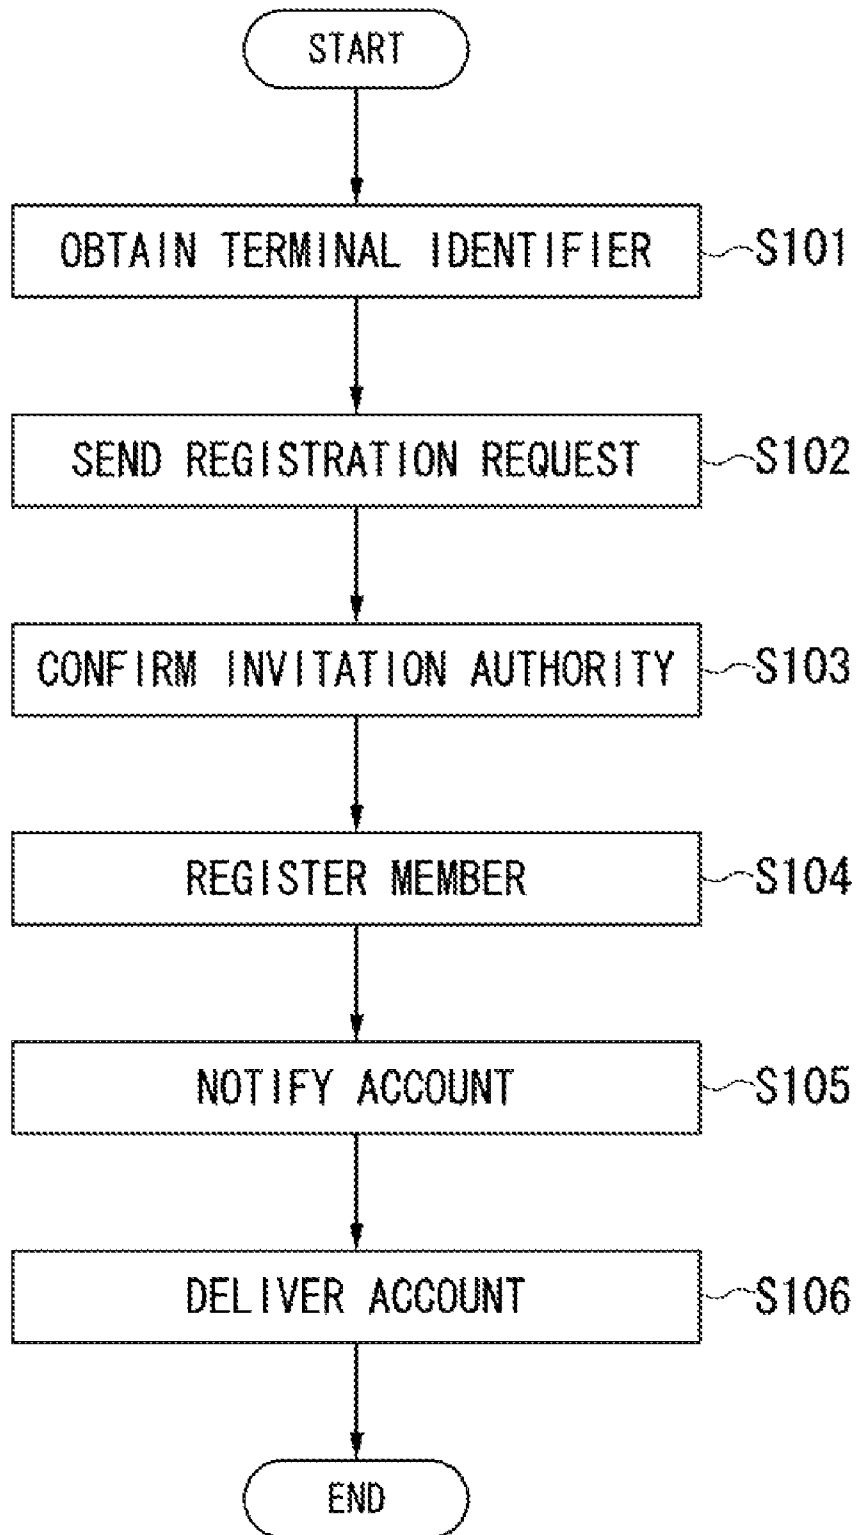 START
OBTAIN TERMINAL IDENTIFIER S101
SEND REGISTRATION REQUEST S102
CONFIRM INVITATION AUTHORITY S103
REGISTER MEMBER S104
NOTIFY ACCOUNT S105
DELIVER ACCOUNT S106
END